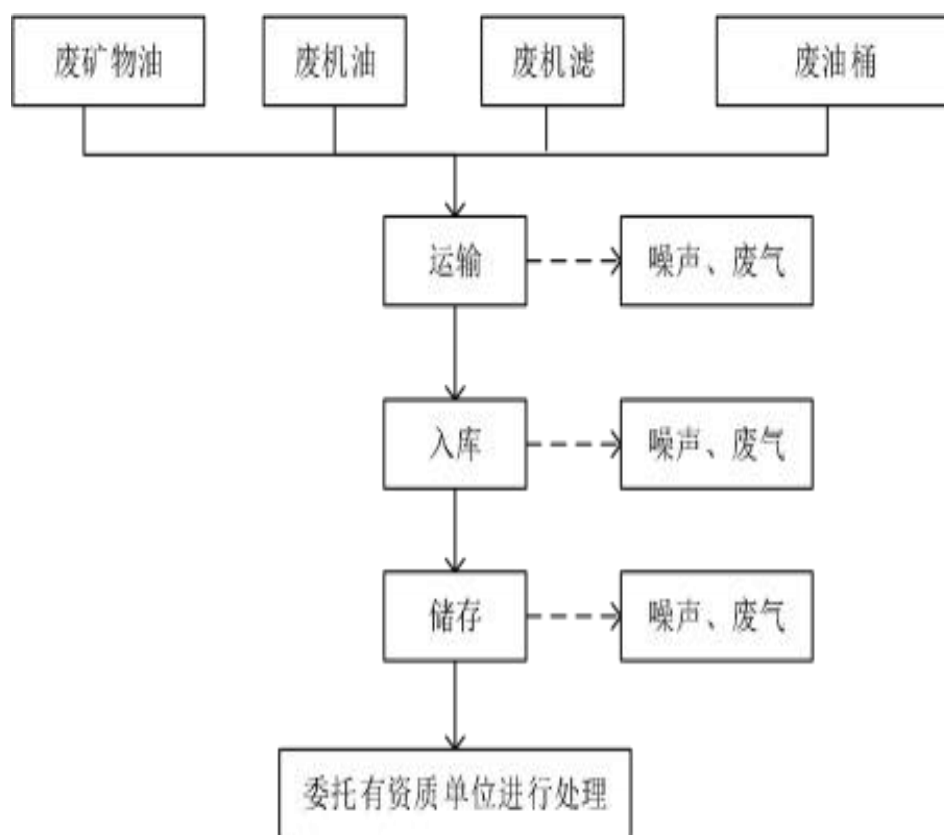 废矿物油 废机油 废机滤 废油桶
运输 噪声、废气
入库 噪声、废气
储存 噪声、废气
委托有资质单位进行处理